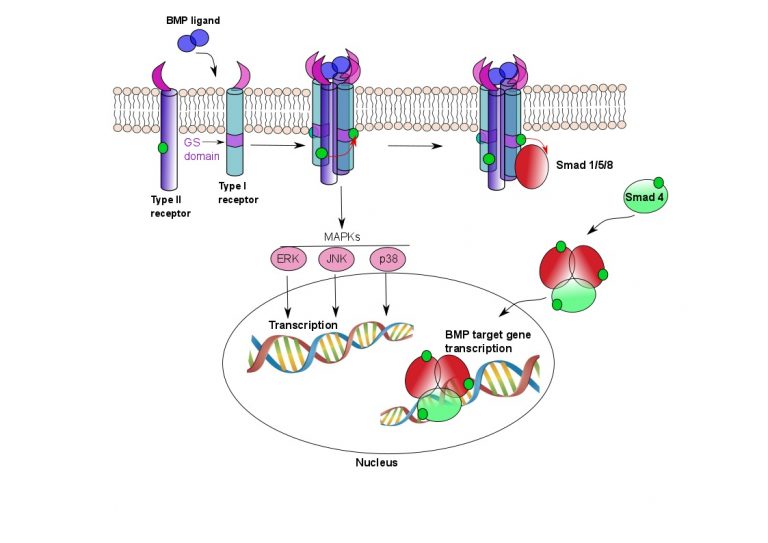 BMP ligand
GS
domain
Type II
receptor
Type I
receptor
Smad 1/5/8
Smad 4
MAPKs
ERK
JNK
p38
Transcription
BMP target gene
transcription
Nucleus